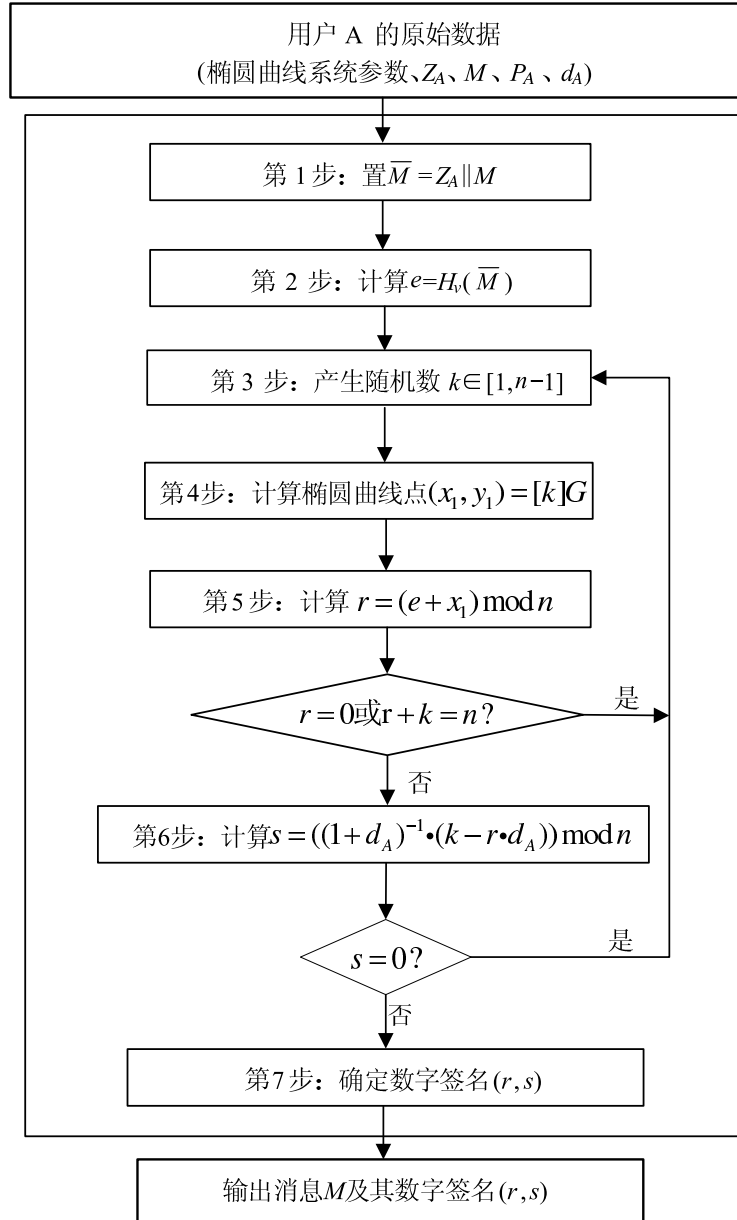 用户 A 的原始数据
(椭圆曲线系统参数、Z_A、M、P_A、d_A)
第 1步：置M̅ =Z_A||M
第 2 步：计算e=H_v( M̅ )
第 3 步：产生随机数 k∈[1,n−1]
第4步：计算椭圆曲线点(x₁, y₁)=[k]G
第5步：计算 r=(e+x₁) mod n
r=0或r+k=n?
是
否
第6步：计算s=((1+d_A)⁻¹•(k−r•d_A)) mod n
s=0?
是
否
第7步：确定数字签名(r,s)
输出消息M及其数字签名(r,s)